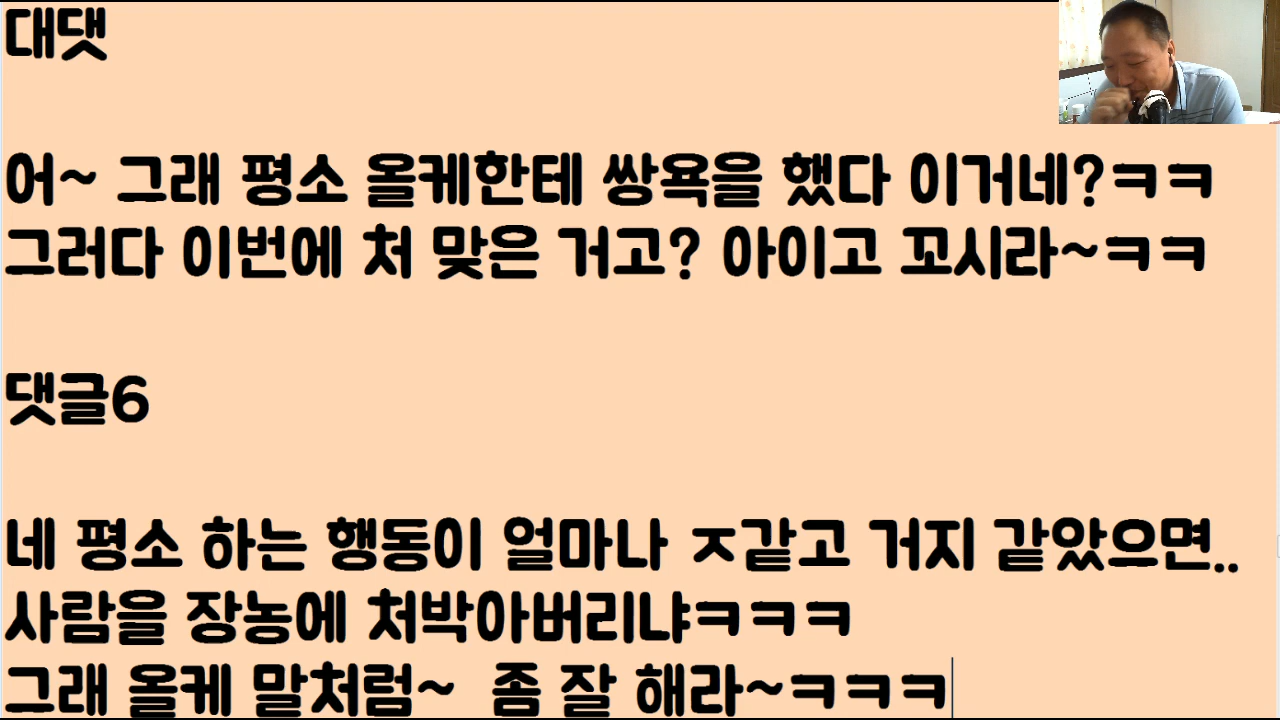 대댓
어~ 그래 평소 올케한테 쌍욕을 했다 이거네?ㅋㅋ
그러다 이번에 처 맞은 거고? 아이고 꼬시라~ㅋㅋ
댓글6
네 평소 하는 행동이 얼마나 ㅈ같고 거지 같았으면..
사람을 장농에 처박아버리냐ㅋㅋㅋ
그래 올케 말처럼~ 좀 잘 해라~ㅋㅋㅋ